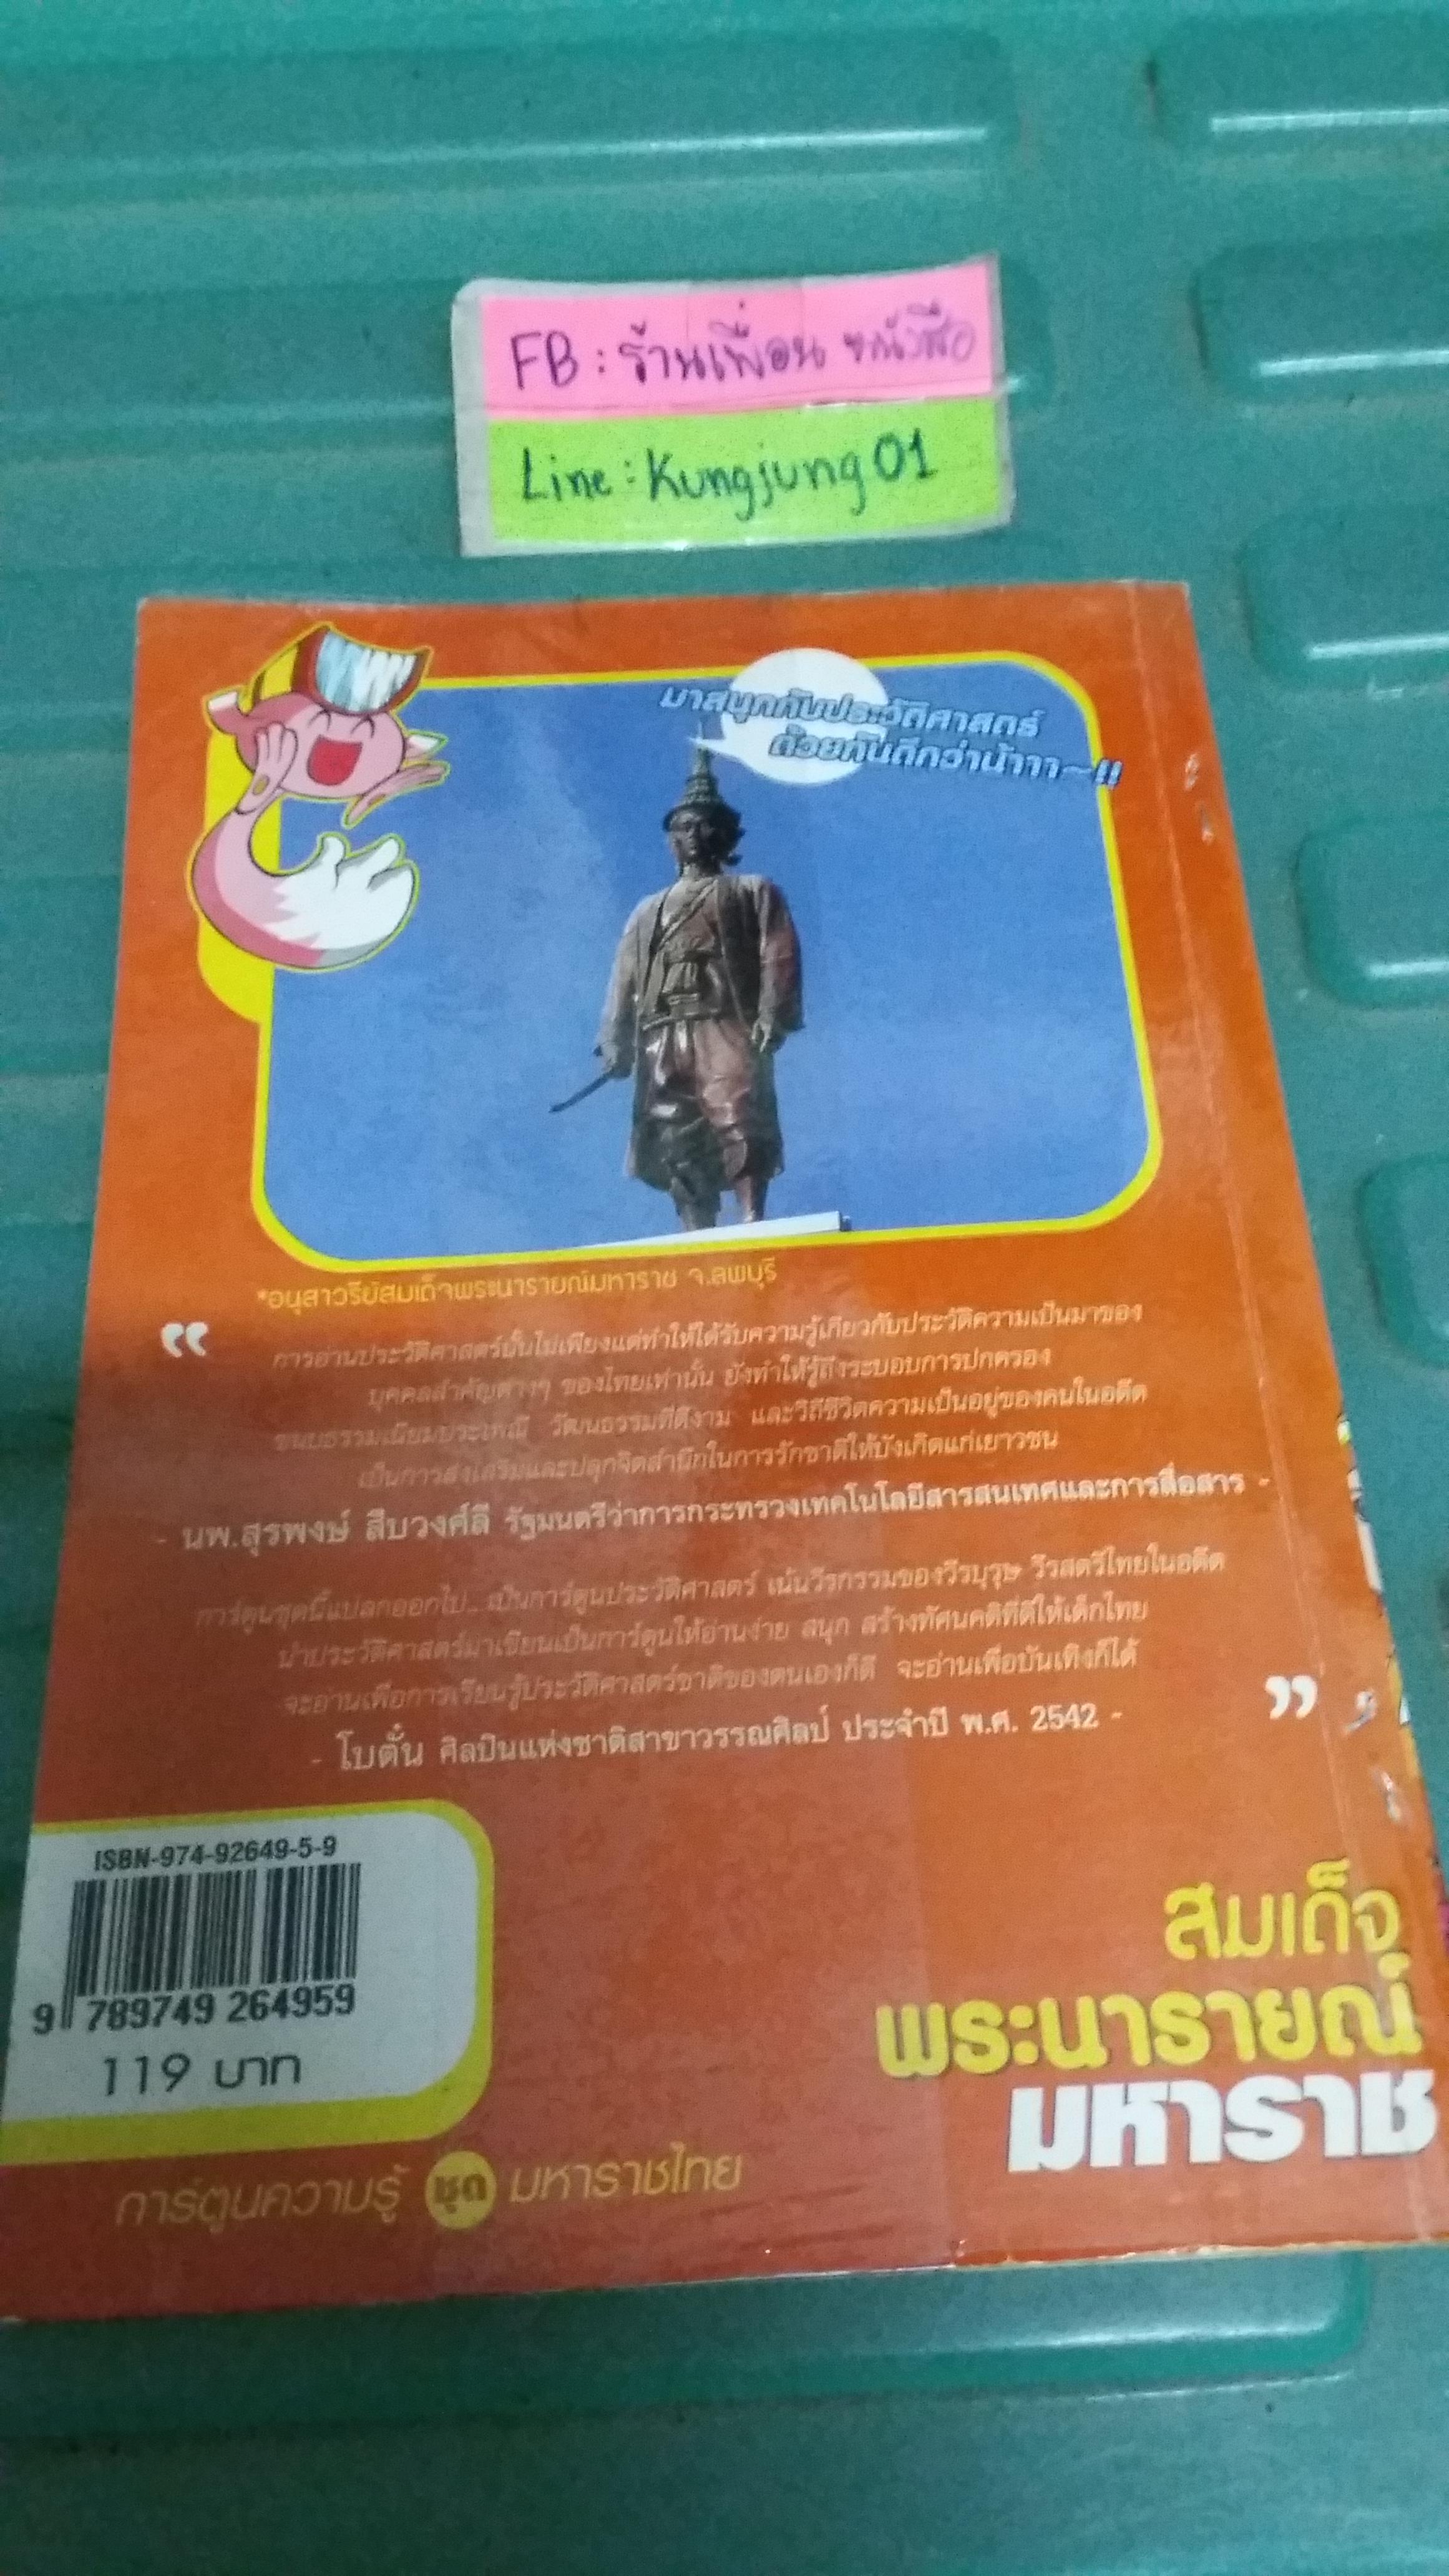 FB : ร้านเพื่อน หนังสือ
Line : Kungjung01
มาสนุกกับประวัติศาสตร์
ด้วยกันดีกว่าน้าาา~!!
*อนุสาวรีย์สมเด็จพระนารายณ์มหาราช จ.ลพบุรี
“ การอ่านประวัติศาสตร์นั้นไม่เพียงแต่ทำให้ได้รับความรู้เกี่ยวกับประวัติความเป็นมาของ
บุคคลสำคัญต่างๆ ของไทยเท่านั้น ยังทำให้รู้ถึงระบอบการปกครอง
ขนบธรรมเนียมประเพณี วัฒนธรรมที่ดีงาม และวิถีชีวิตความเป็นอยู่ของคนในอดีต
เป็นการส่งเสริมและปลุกจิตสำนึกในการรักชาติให้บังเกิดแก่เยาวชน
- นพ.สุรพงษ์ สืบวงศ์ลี รัฐมนตรีว่าการกระทรวงเทคโนโลยีสารสนเทศและการสื่อสาร -
การ์ตูนชุดนี้แปลกออกไป...เป็นการ์ตูนประวัติศาสตร์ เน้นวีรกรรมของวีรบุรุษ วีรสตรีไทยในอดีต
นำประวัติศาสตร์มาเขียนเป็นการ์ตูนให้อ่านง่าย สนุก สร้างทัศนคติที่ดีให้เด็กไทย
จะอ่านเพื่อการเรียนรู้ประวัติศาสตร์ชาติของตนเองก็ดี จะอ่านเพื่อบันเทิงก็ได้ ”
- โบตั๋น ศิลปินแห่งชาติสาขาวรรณศิลป์ ประจำปี พ.ศ. 2542 -
ISBN-974-92649-5-9
9 789749 264959
119 บาท
สมเด็จ
พระนารายณ์
มหาราช
การ์ตูนความรู้ ชุด มหาราชไทย